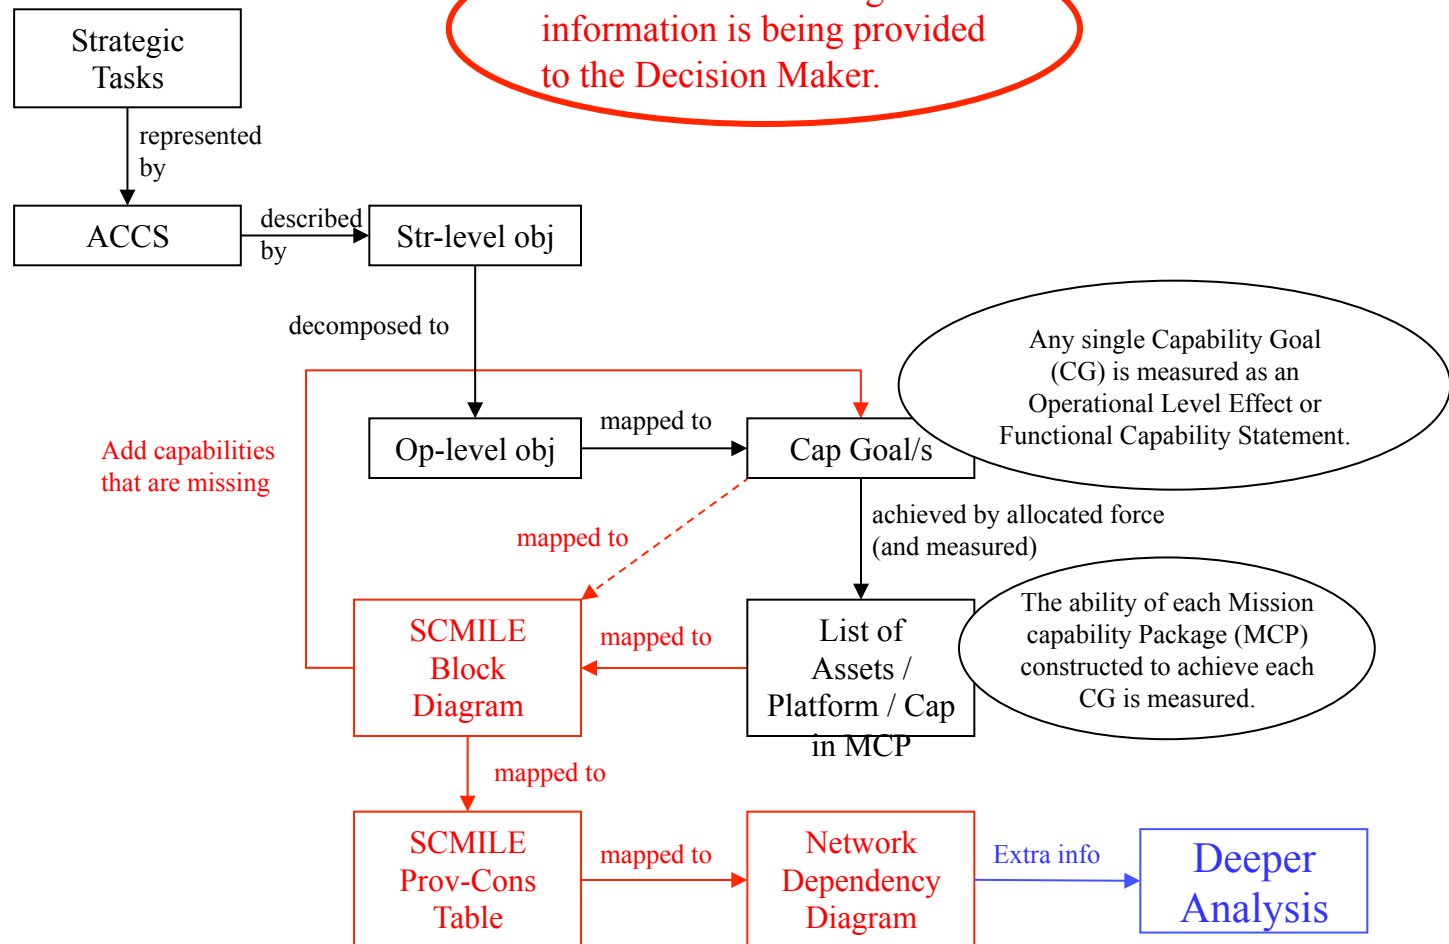 information is being provided
to the Decision Maker.
Strategic
Tasks
represented
by
ACCS
described
by
Str-level obj
decomposed to
Any single Capability Goal
(CG) is measured as an
Operational Level Effect or
Functional Capability Statement.
Add capabilities
that are missing
Op-level obj
mapped to
Cap Goal/s
mapped to
achieved by allocated force
(and measured)
SCMILE
Block
Diagram
mapped to
List of
Assets /
Platform / Cap
in MCP
The ability of each Mission
capability Package (MCP)
constructed to achieve each
CG is measured.
mapped to
SCMILE
Prov-Cons
Table
mapped to
Network
Dependency
Diagram
Extra info
Deeper
Analysis